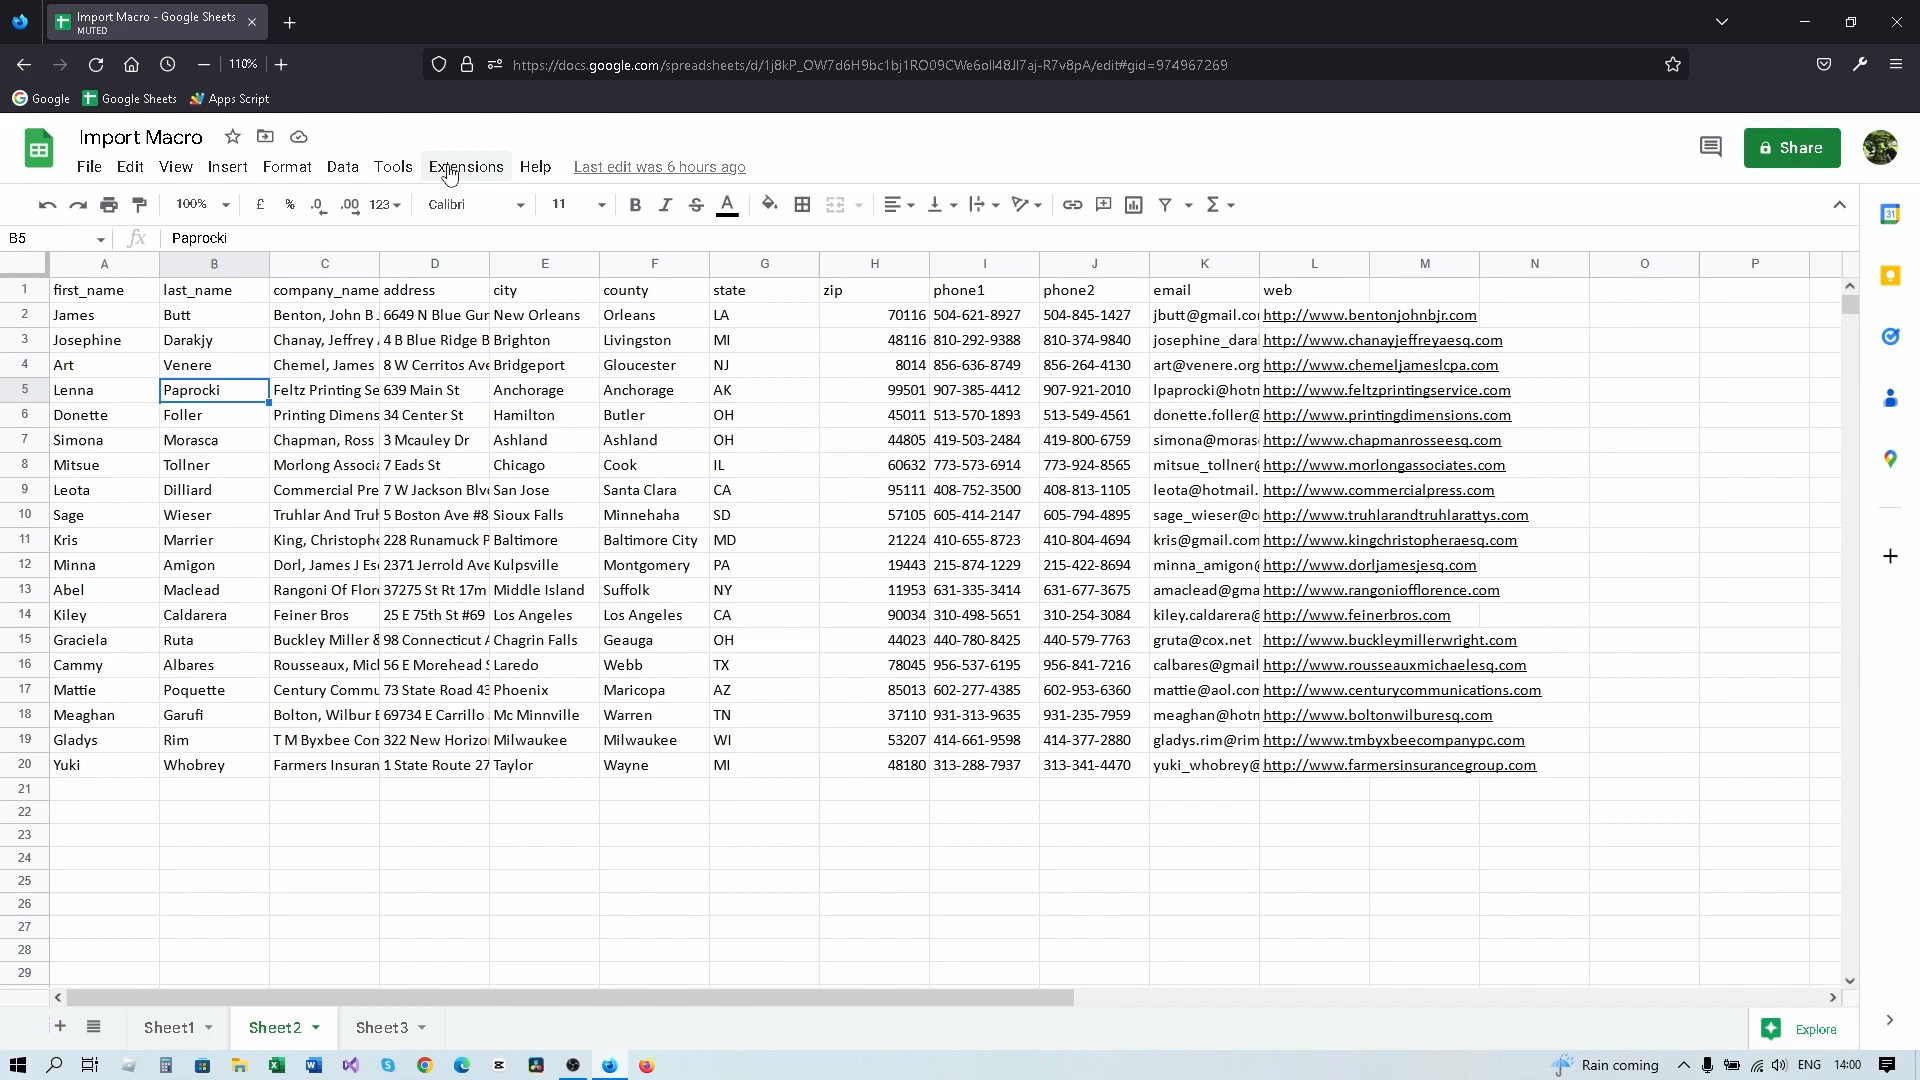 Import Macro - Google Sheets
MUTED
110%
https://docs.google.com/spreadsheets/d/1j8kP_OW7d6H9bc1bj1RO09CWe6oII48JI7aj-R7v8pA/edit#gid=974967269
Google Google Sheets Apps Script
Import Macro
File Edit View Insert Format Data Tools Extensions Help Last edit was 6 hours ago
Share
100% £ % .0 .00 123 Calibri 11 B I S A
B5 fx Paprocki
A B C D E F G H I J K L M N O P
1 first_name last_name company_name address city county state zip phone1 phone2 email web
2 James Butt Benton, John B J 6649 N Blue Gur New Orleans Orleans LA 70116 504-621-8927 504-845-1427 jbutt@gmail.co http://www.bentonjohnbjr.com
3 Josephine Darakjy Chanay, Jeffrey A 4 B Blue Ridge B Brighton Livingston MI 48116 810-292-9388 810-374-9840 josephine_dara http://www.chanayjeffreyaesq.com
4 Art Venere Chemel, James 8 W Cerritos Ave Bridgeport Gloucester NJ 8014 856-636-8749 856-264-4130 art@venere.org http://www.chemeljameslcpa.com
5 Lenna Paprocki Feltz Printing Se 639 Main St Anchorage Anchorage AK 99501 907-385-4412 907-921-2010 lpaprocki@hotn http://www.feltzprintingservice.com
6 Donette Foller Printing Dimens 34 Center St Hamilton Butler OH 45011 513-570-1893 513-549-4561 donette.foller@ http://www.printingdimensions.com
7 Simona Morasca Chapman, Ross 3 Mcauley Dr Ashland Ashland OH 44805 419-503-2484 419-800-6759 simona@moras http://www.chapmanrosseesq.com
8 Mitsue Tollner Morlong Associa 7 Eads St Chicago Cook IL 60632 773-573-6914 773-924-8565 mitsue_tollner@ http://www.morlongassociates.com
9 Leota Dilliard Commercial Pre 7 W Jackson Blv San Jose Santa Clara CA 95111 408-752-3500 408-813-1105 leota@hotmail. http://www.commercialpress.com
10 Sage Wieser Truhlar And Truh 5 Boston Ave #8 Sioux Falls Minnehaha SD 57105 605-414-2147 605-794-4895 sage_wieser@c http://www.truhlarandtruhlarattys.com
11 Kris Marrier King, Christophe 228 Runamuck P Baltimore Baltimore City MD 21224 410-655-8723 410-804-4694 kris@gmail.com http://www.kingchristopheraesq.com
12 Minna Amigon Dorl, James J Es 2371 Jerrold Ave Kulpsville Montgomery PA 19443 215-874-1229 215-422-8694 minna_amigon@ http://www.dorljamesjesq.com
13 Abel Maclead Rangoni Of Flore 37275 St Rt 17m Middle Island Suffolk NY 11953 631-335-3414 631-677-3675 amaclead@gma http://www.rangoniofflorence.com
14 Kiley Caldarera Feiner Bros 25 E 75th St #69 Los Angeles Los Angeles CA 90034 310-498-5651 310-254-3084 kiley.caldarera@ http://www.feinerbros.com
15 Graciela Ruta Buckley Miller & 98 Connecticut A Chagrin Falls Geauga OH 44023 440-780-8425 440-579-7763 gruta@cox.net http://www.buckleymillerwright.com
16 Cammy Albares Rousseaux, Mich 56 E Morehead S Laredo Webb TX 78045 956-537-6195 956-841-7216 calbares@gmail http://www.rousseauxmichaelesq.com
17 Mattie Poquette Century Commu 73 State Road 43 Phoenix Maricopa AZ 85013 602-277-4385 602-953-6360 mattie@aol.com http://www.centurycommunications.com
18 Meaghan Garufi Bolton, Wilbur E 69734 E Carrillo Mc Minnville Warren TN 37110 931-313-9635 931-235-7959 meaghan@hotn http://www.boltonwilburesq.com
19 Gladys Rim T M Byxbee Com 322 New Horizo Milwaukee Milwaukee WI 53207 414-661-9598 414-377-2880 gladys.rim@rim http://www.tmbyxbeecompanypc.com
20 Yuki Whobrey Farmers Insuran 1 State Route 27 Taylor Wayne MI 48180 313-288-7937 313-341-4470 yuki_whobrey@ http://www.farmersinsurancegroup.com
21
22
23
24
25
26
27
28
29
Sheet1 Sheet2 Sheet3
Explore
Rain coming ENG 14:00